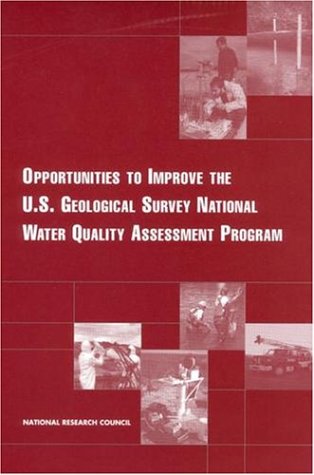 OPPORTUNITIES TO IMPROVE THE
U.S. GEOLOGICAL SURVEY NATIONAL
WATER QUALITY ASSESSMENT PROGRAM
NATIONAL RESEARCH COUNCIL